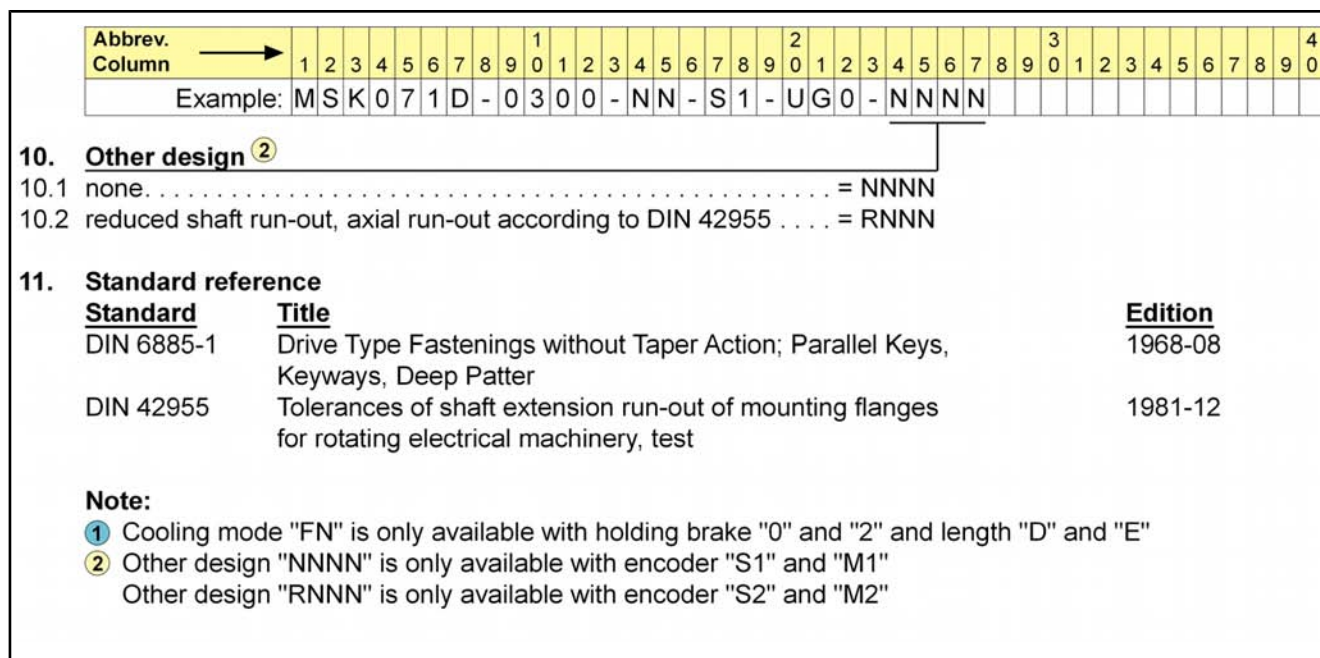 Abbrev. 1 2 3 4
Column 1 2 3 4 5 6 7 8 9 0 1 2 3 4 5 6 7 8 9 0 1 2 3 4 5 6 7 8 9 0 1 2 3 4 5 6 7 8 9 0
Example: M S K 0 7 1 D - 0 3 0 0 - N N - S 1 - U G 0 - N N N N
10. Other design 2
10.1 none. . . . . . . . . . . . . . . . . . . . . . . . . . . . . . . . . . . . . . . . . . . . . . . . . . . = NNNN
10.2 reduced shaft run-out, axial run-out according to DIN 42955 . . . . = RNNN
11. Standard reference
Standard Title Edition
DIN 6885-1 Drive Type Fastenings without Taper Action; Parallel Keys, 1968-08
Keyways, Deep Patter
DIN 42955 Tolerances of shaft extension run-out of mounting flanges 1981-12
for rotating electrical machinery, test
Note:
1 Cooling mode "FN" is only available with holding brake "0" and "2" and length "D" and "E"
2 Other design "NNNN" is only available with encoder "S1" and "M1"
Other design "RNNN" is only available with encoder "S2" and "M2"